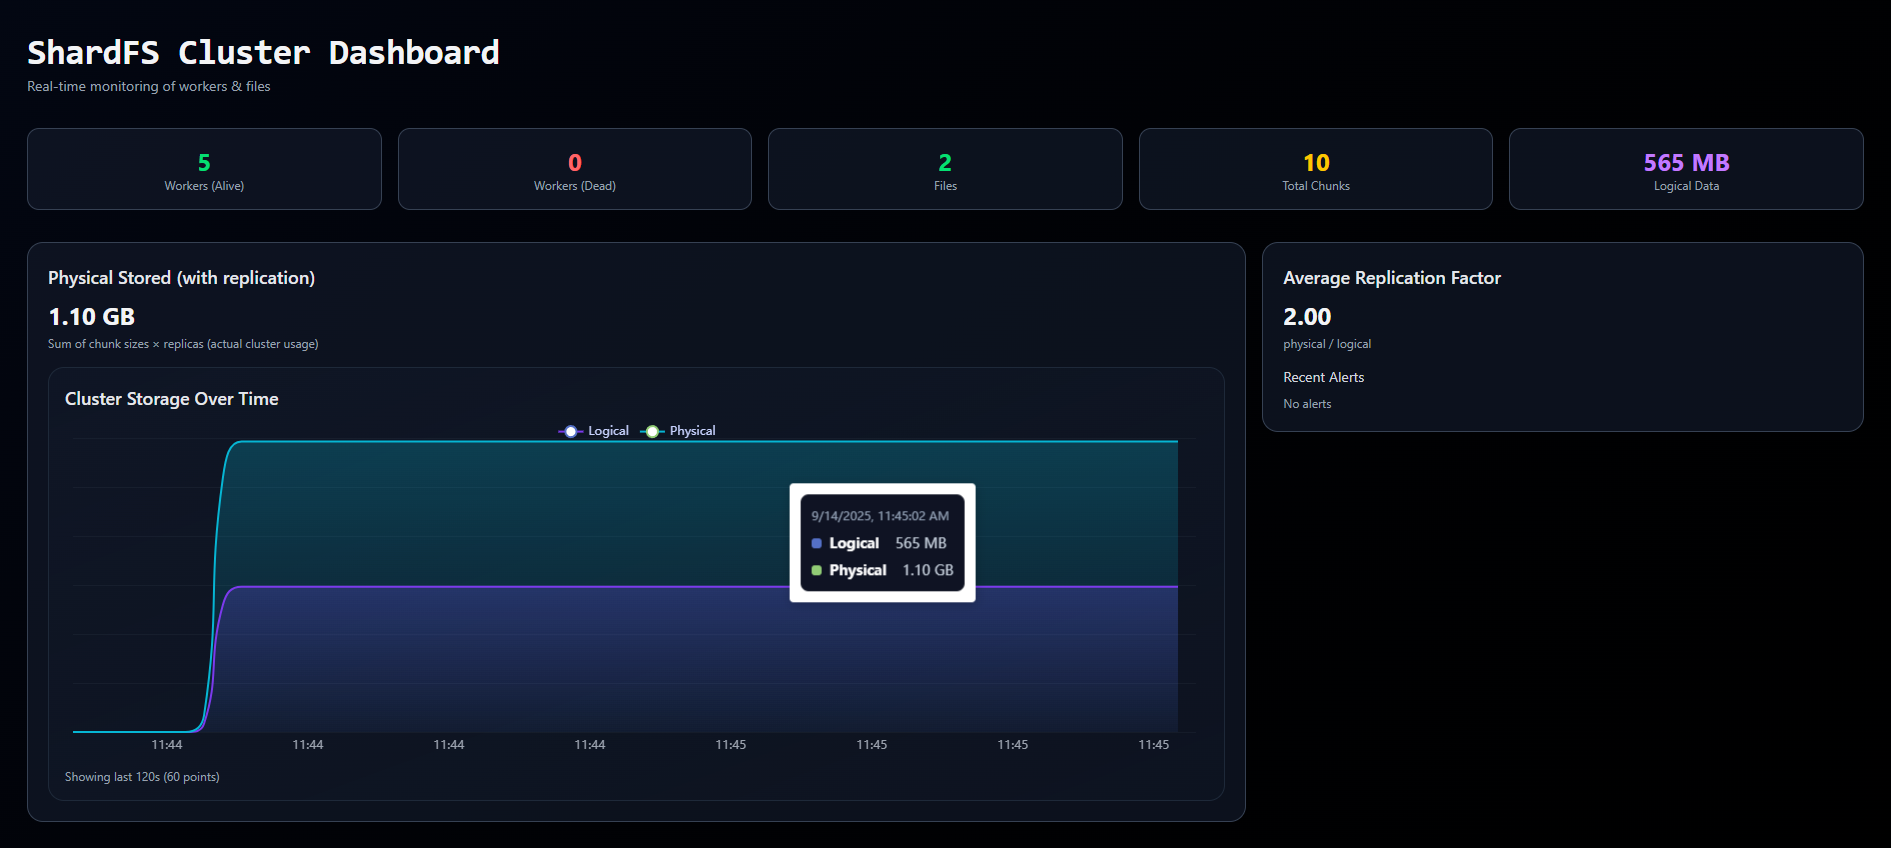 ShardFS Cluster Dashboard
Real-time monitoring of workers & files
5
Workers (Alive)
0
Workers (Dead)
2
Files
10
Total Chunks
565 MB
Logical Data
Physical Stored (with replication)
1.10 GB
Sum of chunk sizes × replicas (actual cluster usage)
Cluster Storage Over Time
Logical Physical
9/14/2025, 11:45:02 AM
Logical 565 MB
Physical 1.10 GB
11:44 11:44 11:44 11:44 11:45 11:45 11:45 11:45
Showing last 120s (60 points)
Average Replication Factor
2.00
physical / logical
Recent Alerts
No alerts